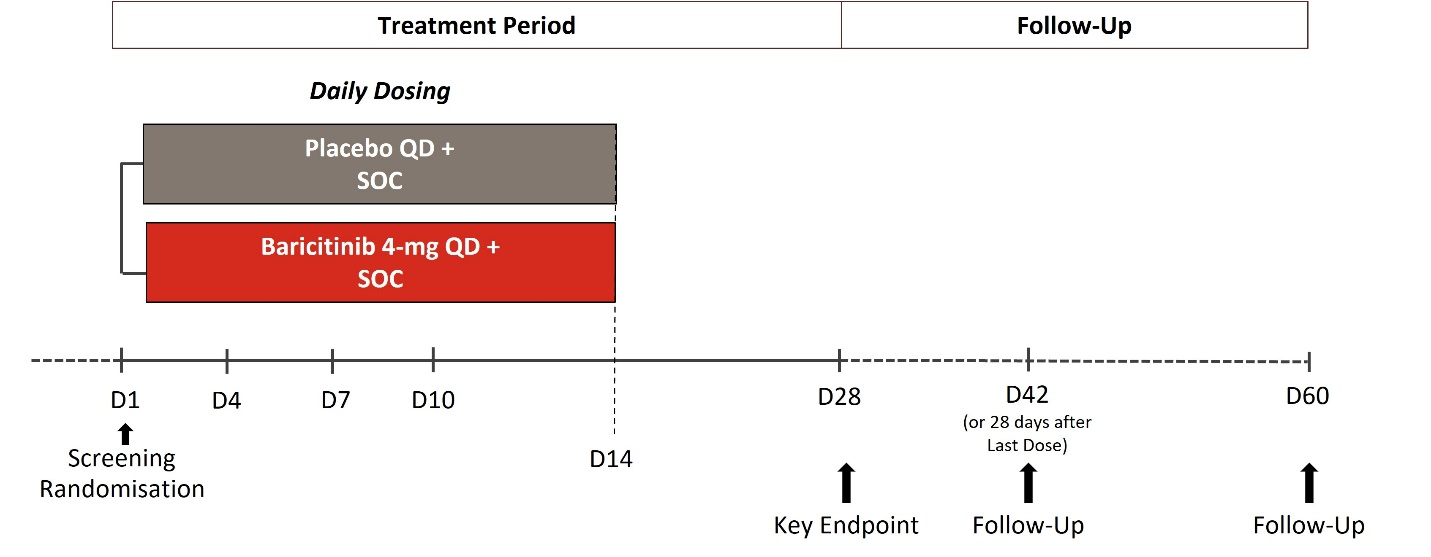 Treatment Period
Follow-Up
Daily Dosing
Placebo QD +
SOC
Baricitinib 4-mg QD +
SOC
D1
D4
D7
D10
D14
D28
D42
(or 28 days after
Last Dose)
D60
Screening
Randomisation
Key Endpoint
Follow-Up
Follow-Up